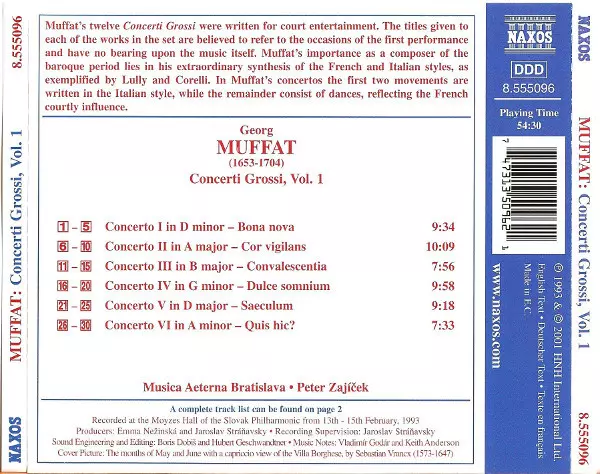 8.555096
MUFFAT: Concerti Grossi, Vol. 1
NAXOS
Muffat's twelve Concerti Grossi were written for court entertainment. The titles given to
each of the works in the set are believed to refer to the occasions of the first performance
and have no bearing upon the music itself. Muffat's importance as a composer of the
baroque period lies in his extraordinary synthesis of the French and Italian styles, as
exemplified by Lully and Corelli. In Muffat's concertos the first two movements are
written in the Italian style, while the remainder consist of dances, reflecting the French
courtly influence.
Georg
MUFFAT
(1653-1704)
Concerti Grossi, Vol. 1
1 – 5 Concerto I in D minor – Bona nova 9:34
6 – 10 Concerto II in A major – Cor vigilans 10:09
11 – 15 Concerto III in B major – Convalescentia 7:56
16 – 20 Concerto IV in G minor – Dulce somnium 9:58
21 – 25 Concerto V in D major – Saeculum 9:18
26 – 30 Concerto VI in A minor – Quis hic? 7:33
Musica Aeterna Bratislava • Peter Zajíček
A complete track list can be found on page 2
Recorded at the Moyzes Hall of the Slovak Philharmonic from 13th - 15th February, 1993
Producers: Emma Nežinská and Jaroslav Stráňavsky • Recording Supervision: Jaroslav Stráňavsky
Sound Engineering and Editing: Boris Dobiš and Hubert Geschwandtner • Music Notes: Vladimír Godár and Keith Anderson
Cover Picture: The months of May and June with a capriccio view of the Villa Borghese, by Sebastian Vrancx (1573-1647)
NAXOS
DDD
8.555096
Playing Time
54:30
7 47313 50962 1
www.naxos.com
℗ 1993 & © 2001 HNH International Ltd.
English Text • Deutscher Text • Texte en français
Made in E.C.
NAXOS
MUFFAT: Concerti Grossi, Vol. 1
8.555096